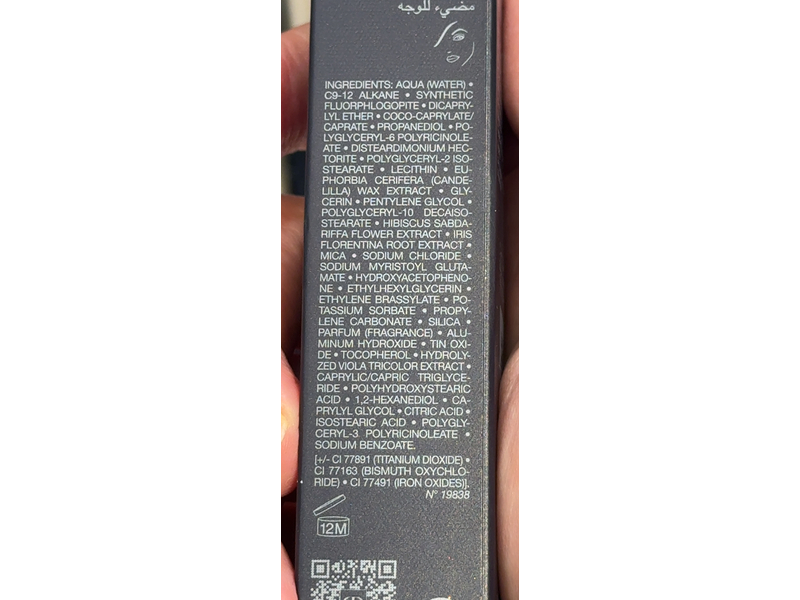 مضيء للوجه
INGREDIENTS: AQUA (WATER) •
C9-12 ALKANE • SYNTHETIC
FLUORPHLOGOPITE • DICAPRY-
LYL ETHER • COCO-CAPRYLATE/
CAPRATE • PROPANEDIOL • PO-
LYGLYCERYL-6 POLYRICINOLE-
ATE • DISTEARDIMONIUM HEC-
TORITE • POLYGLYCERYL-2 ISO-
STEARATE • LECITHIN • EU-
PHORBIA CERIFERA (CANDE-
LILLA) WAX EXTRACT • GLY-
CERIN • PENTYLENE GLYCOL •
POLYGLYCERYL-10 DECAISO-
STEARATE • HIBISCUS SABDA-
RIFFA FLOWER EXTRACT • IRIS
FLORENTINA ROOT EXTRACT •
MICA • SODIUM CHLORIDE •
SODIUM MYRISTOYL GLUTA-
MATE • HYDROXYACETOPHENO-
NE • ETHYLHEXYLGLYCERIN •
ETHYLENE BRASSYLATE • PO-
TASSIUM SORBATE • PROPY-
LENE CARBONATE • SILICA •
PARFUM (FRAGRANCE) • ALU-
MINUM HYDROXIDE • TIN OXI-
DE • TOCOPHEROL • HYDROLY-
ZED VIOLA TRICOLOR EXTRACT •
CAPRYLIC/CAPRIC TRIGLYCE-
RIDE • POLYHYDROXYSTEARIC
ACID • 1,2-HEXANEDIOL • CA-
PRYLYL GLYCOL • CITRIC ACID •
ISOSTEARIC ACID • POLYGLY-
CERYL-3 POLYRICINOLEATE •
SODIUM BENZOATE.
[+/- CI 77891 (TITANIUM DIOXIDE) •
CI 77163 (BISMUTH OXYCHLO-
RIDE) • CI 77491 (IRON OXIDES)].
N° 19838
12M